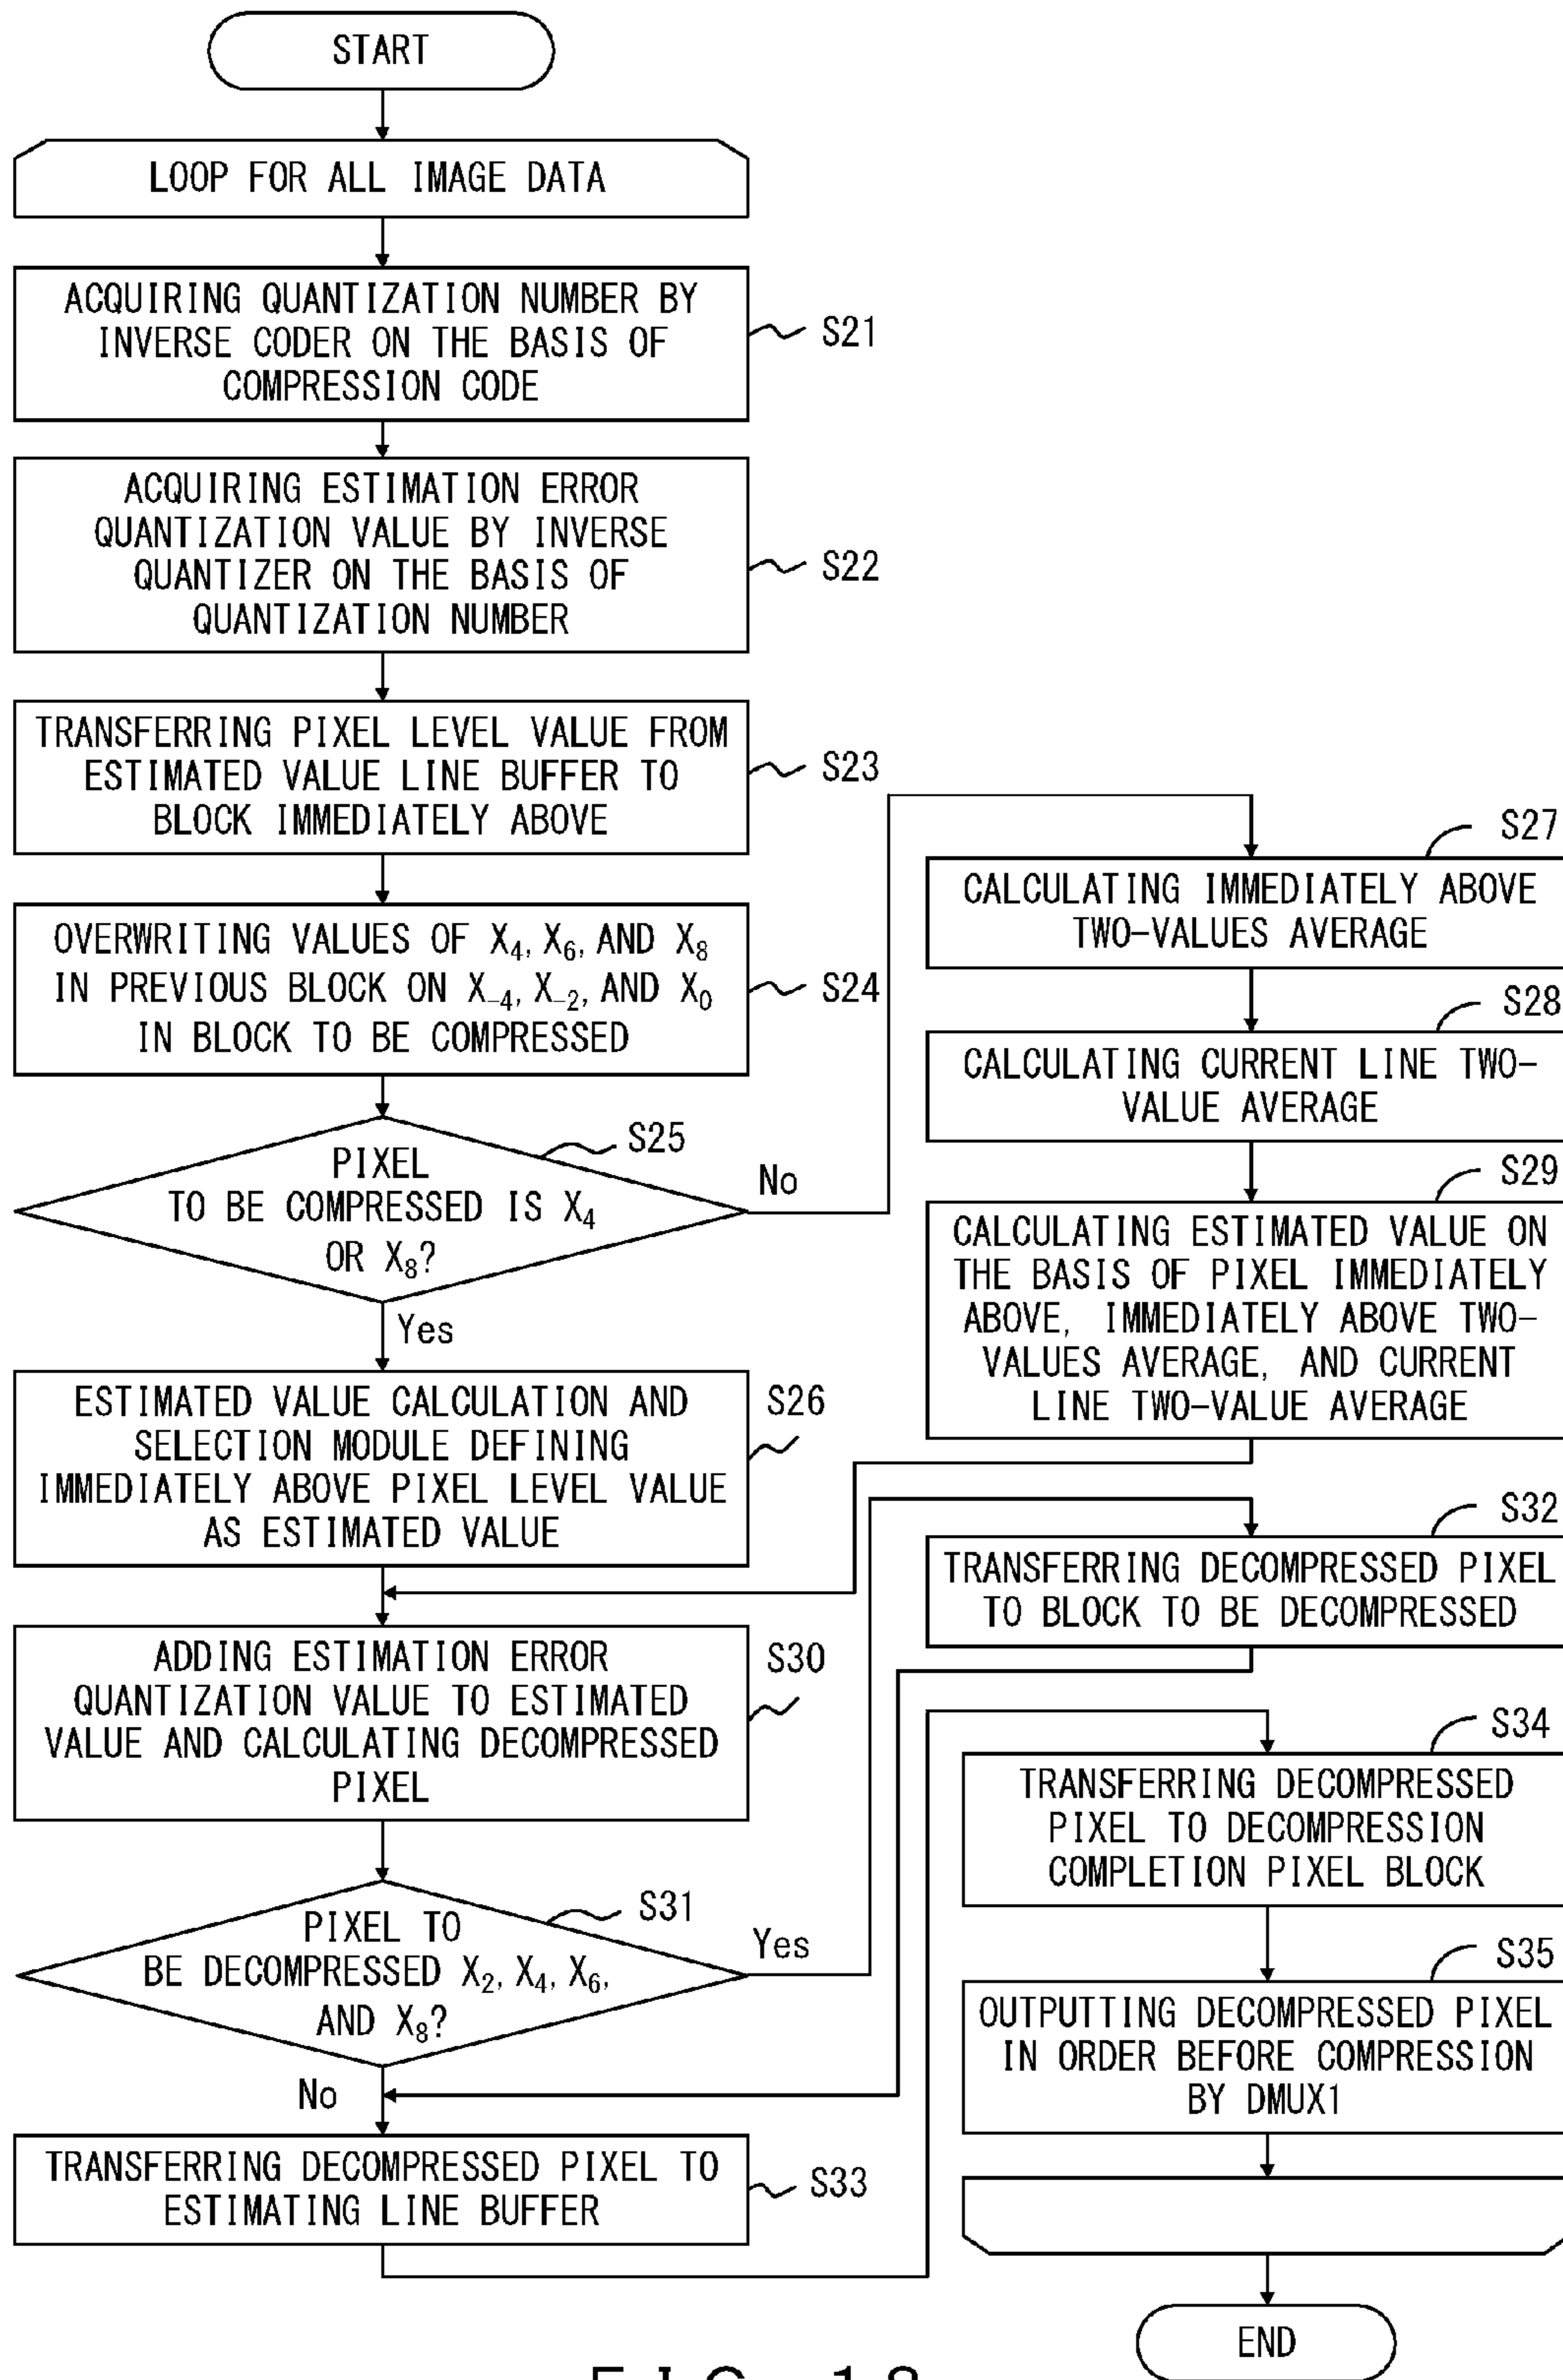 START
LOOP FOR ALL IMAGE DATA
ACQUIRING QUANTIZATION NUMBER BY
INVERSE CODER ON THE BASIS OF
COMPRESSION CODE
S21
ACQUIRING ESTIMATION ERROR
QUANTIZATION VALUE BY INVERSE
QUANTIZER ON THE BASIS OF
QUANTIZATION NUMBER
S22
TRANSFERRING PIXEL LEVEL VALUE FROM
ESTIMATED VALUE LINE BUFFER TO
BLOCK IMMEDIATELY ABOVE
S23
OVERWRITING VALUES OF X₄, X₆, AND X₈
IN PREVIOUS BLOCK ON X₋₄, X₋₂, AND X₀
IN BLOCK TO BE COMPRESSED
S24
PIXEL
TO BE COMPRESSED IS X₄
OR X₈?
S25
No
Yes
ESTIMATED VALUE CALCULATION AND
SELECTION MODULE DEFINING
IMMEDIATELY ABOVE PIXEL LEVEL VALUE
AS ESTIMATED VALUE
S26
S27
CALCULATING IMMEDIATELY ABOVE
TWO-VALUES AVERAGE
S28
CALCULATING CURRENT LINE TWO-
VALUE AVERAGE
S29
CALCULATING ESTIMATED VALUE ON
THE BASIS OF PIXEL IMMEDIATELY
ABOVE, IMMEDIATELY ABOVE TWO-
VALUES AVERAGE, AND CURRENT
LINE TWO-VALUE AVERAGE
ADDING ESTIMATION ERROR
QUANTIZATION VALUE TO ESTIMATED
VALUE AND CALCULATING DECOMPRESSED
PIXEL
S30
PIXEL TO
BE DECOMPRESSED X₂, X₄, X₆,
AND X₈?
S31
Yes
No
S32
TRANSFERRING DECOMPRESSED PIXEL
TO BLOCK TO BE DECOMPRESSED
TRANSFERRING DECOMPRESSED PIXEL TO
ESTIMATING LINE BUFFER
S33
S34
TRANSFERRING DECOMPRESSED
PIXEL TO DECOMPRESSION
COMPLETION PIXEL BLOCK
S35
OUTPUTTING DECOMPRESSED PIXEL
IN ORDER BEFORE COMPRESSION
BY DMUX1
END